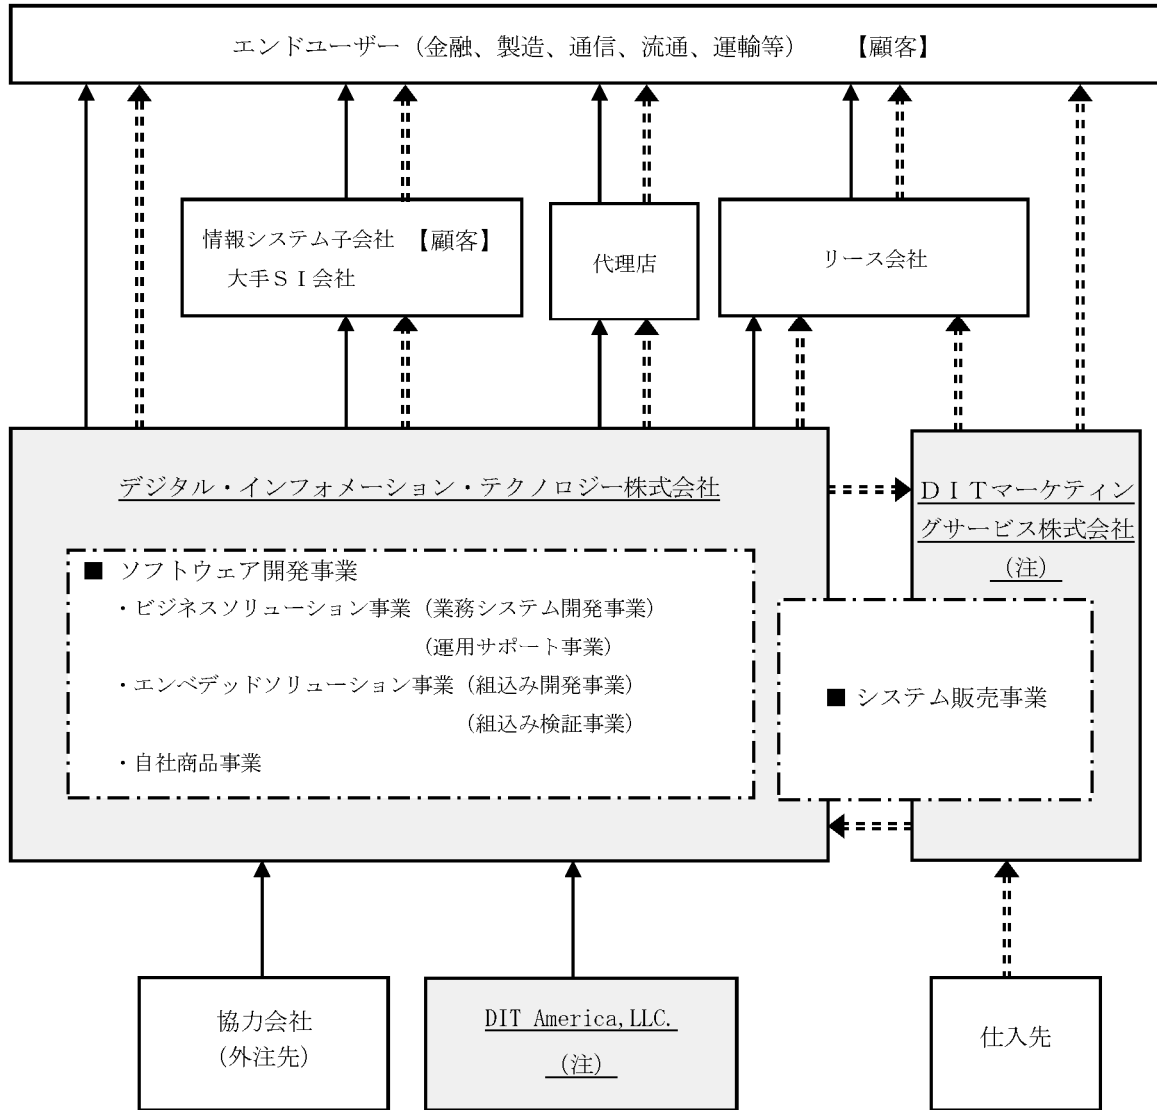 エンドユーザー（金融、製造、通信、流通、運輸等）　【顧客】
情報システム子会社　【顧客】
大手ＳＩ会社
代理店
リース会社
デジタル・インフォメーション・テクノロジー株式会社
ＤＩＴマーケティン
グサービス株式会社
（注）
■ ソフトウェア開発事業
・ビジネスソリューション事業（業務システム開発事業）
（運用サポート事業）
・エンベデッドソリューション事業（組込み開発事業）
（組込み検証事業）
・自社商品事業
■ システム販売事業
協力会社
（外注先）
DIT America,LLC.
（注）
仕入先